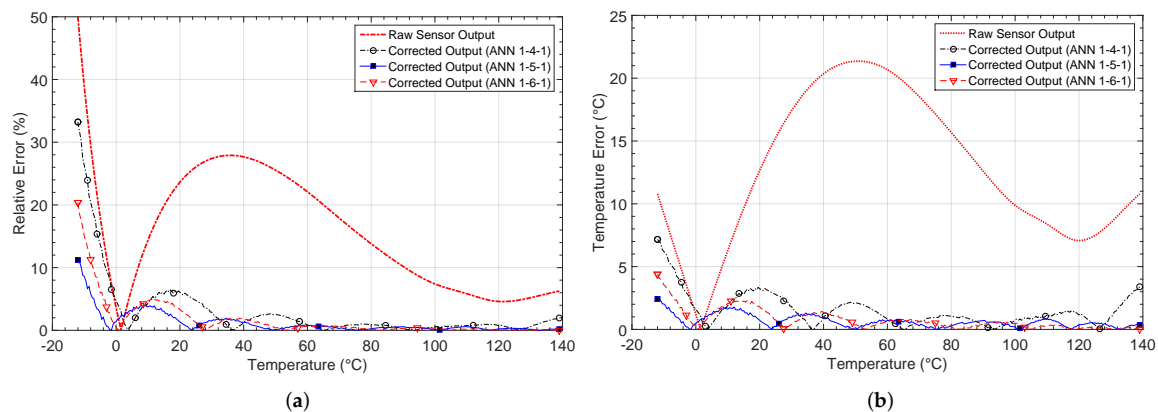 50
40
30
20
10
0
-20
0
20
40
60
80
100
120
140
Relative Error (%)
Temperature (°C)
Raw Sensor Output
Corrected Output (ANN 1-4-1)
Corrected Output (ANN 1-5-1)
Corrected Output (ANN 1-6-1)
(a)
25
20
15
10
5
0
-20
0
20
40
60
80
100
120
140
Temperature Error (°C)
Temperature (°C)
Raw Sensor Output
Corrected Output (ANN 1-4-1)
Corrected Output (ANN 1-5-1)
Corrected Output (ANN 1-6-1)
(b)